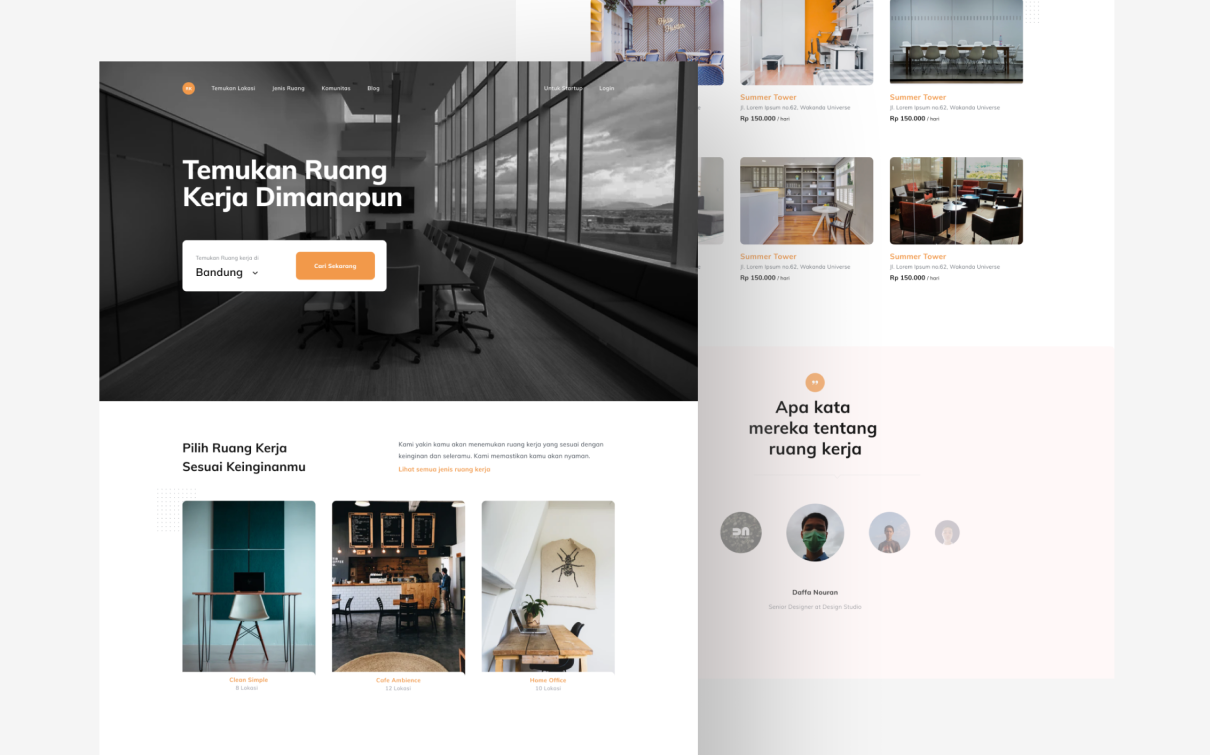 Temukan Lokasi
Jenis Ruang
Komunitas
Blog
Untuk Startup
Login
Temukan Ruang
Kerja Dimanapun
Temukan Ruang kerja di
Bandung
Cari Sekarang
Pilih Ruang Kerja
Sesuai Keinginanmu
Kami yakin kamu akan menemukan ruang kerja yang sesuai dengan
keinginan dan seleramu. Kami memastikan kamu akan nyaman.
Lihat semua jenis ruang kerja
Clean Simple
8 Lokasi
Cafe Ambience
12 Lokasi
Home Office
10 Lokasi
Summer Tower
Jl. Lorem Ipsum no.62, Wakanda Universe
Rp 150.000 / hari
Summer Tower
Jl. Lorem Ipsum no.62, Wakanda Universe
Rp 150.000 / hari
Summer Tower
Jl. Lorem Ipsum no.62, Wakanda Universe
Rp 150.000 / hari
Summer Tower
Jl. Lorem Ipsum no.62, Wakanda Universe
Rp 150.000 / hari
Apa kata
mereka tentang
ruang kerja
Daffa Nouran
Senior Designer at Design Studio